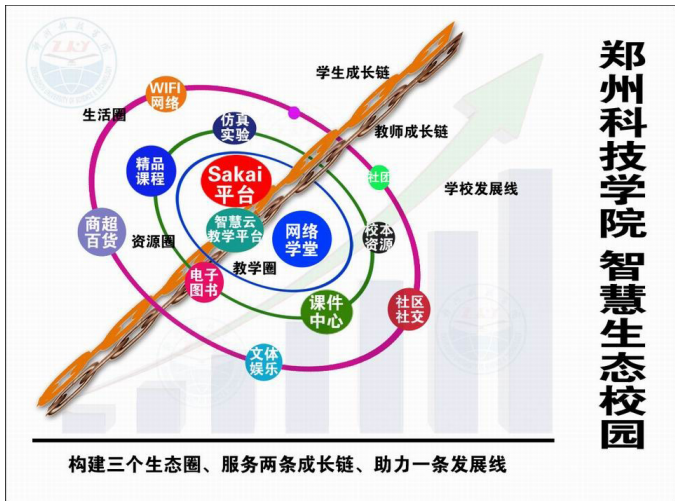 郑州科技学院 智慧生态校园
学生成长链
WIFI
网络
生活圈
仿真
实验
教师成长链
精品
课程
Sakai
平台
社团
学校发展线
商超
百货
资源圈
智慧云
教学平台
网络
学堂
校本
资源
教学圈
电子
图书
课件
中心
社区
社交
文体
娱乐
构建三个生态圈、服务两条成长链、助力一条发展线